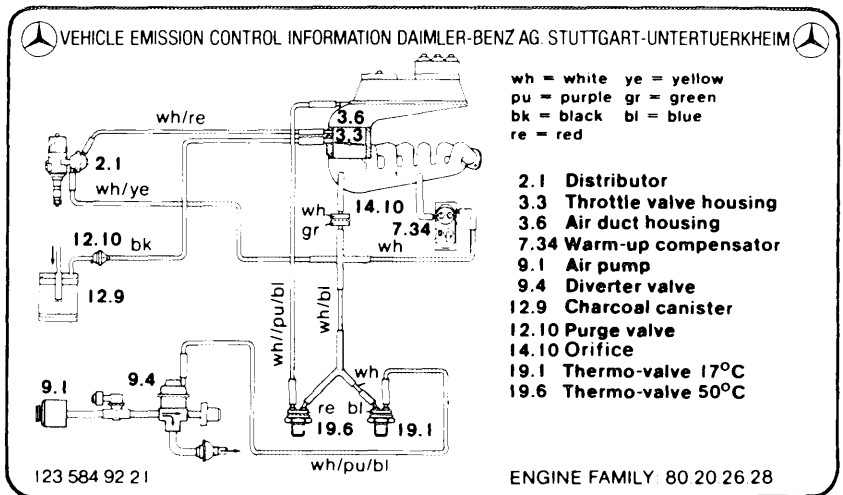 VEHICLE EMISSION CONTROL INFORMATION DAIMLER-BENZ AG. STUTTGART-UNTERTUERKHEIM
wh = white ye = yellow
pu = purple gr = green
bk = black bl = blue
re = red
wh/re
3.6
3.3
2.1
wh/ye
wh
gr
14.10
7.34
wh
12.10 bk
12.9
wh//pu/bl
wh/bl
wh
9.1
9.4
re bl
19.6
19.1
wh/pu/bl
2.1 Distributor
3.3 Throttle valve housing
3.6 Air duct housing
7.34 Warm-up compensator
9.1 Air pump
9.4 Diverter valve
12.9 Charcoal canister
12.10 Purge valve
14.10 Orifice
19.1 Thermo-valve 17°C
19.6 Thermo-valve 50°C
123 584 92 21
ENGINE FAMILY: 80.20.26.28